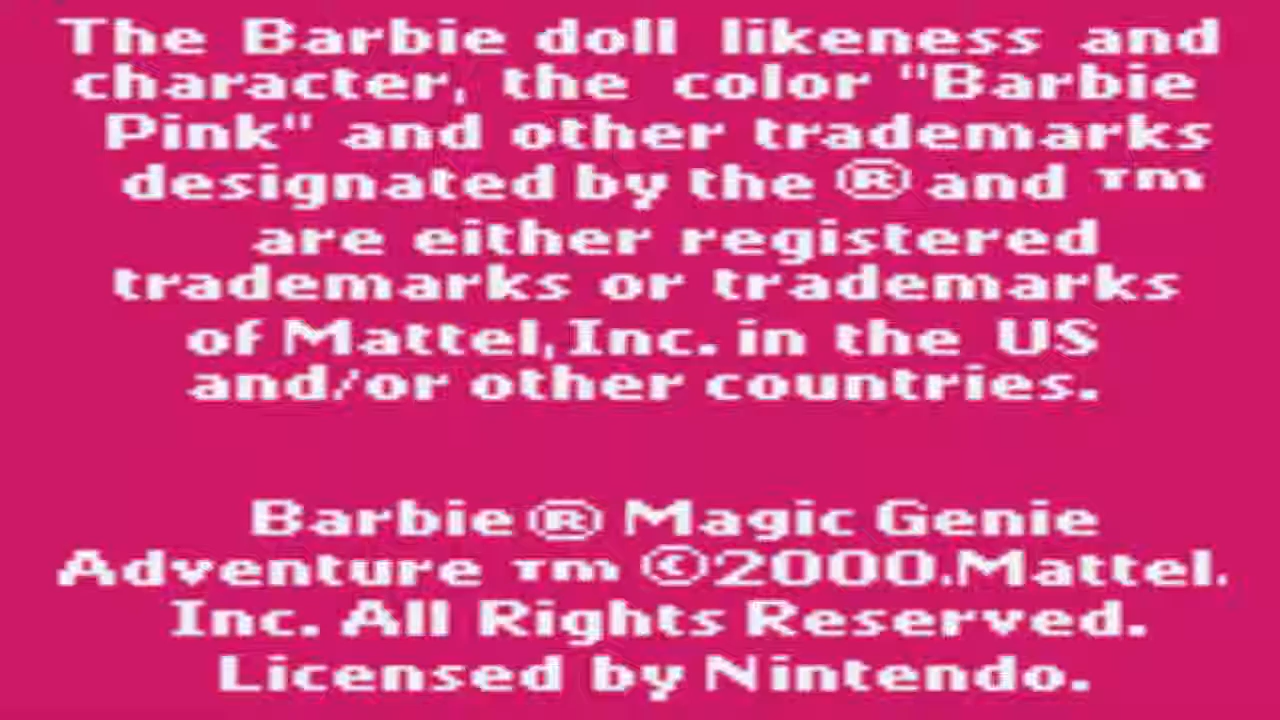 The Barbie doll likeness and
character, the color "Barbie
Pink" and other trademarks
designated by the ® and ™
are either registered
trademarks or trademarks
of Mattel,Inc. in the US
and/or other countries.
Barbie ® Magic Genie
Adventure ™ ©2000.Mattel.
Inc. All Rights Reserved.
Licensed by Nintendo.